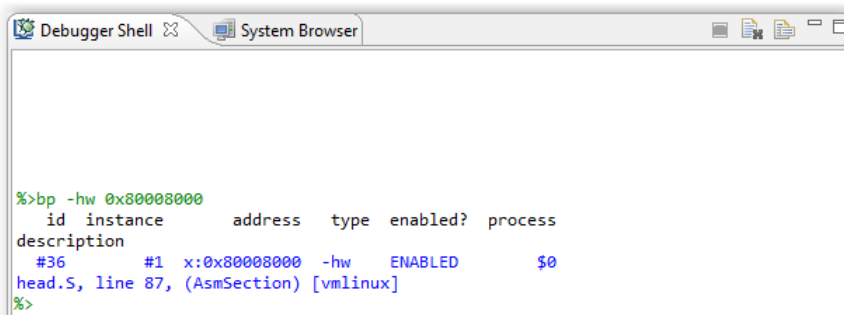 Debugger Shell System Browser
%>bp -hw 0x80008000
id instance address type enabled? process
description
#36 #1 x:0x80008000 -hw ENABLED $0
head.S, line 87, (AsmSection) [vmlinux]
%>